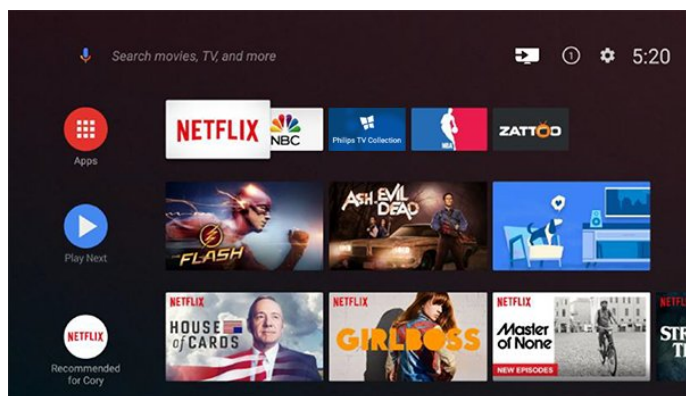 Search movies, TV, and more
1
5:20
NETFLIX
NBC
Philips TV Collection
NBA
ZATTOO
Apps
ASH VS EVIL DEAD
THE FLASH
Play Next
NETFLIX
NETFLIX
NETFLIX
NETFLIX
HOUSE
of CARDS
GIRLBOSS
Master
of None
NEW EPISODES
NETFLIX
Recommended
for Cory